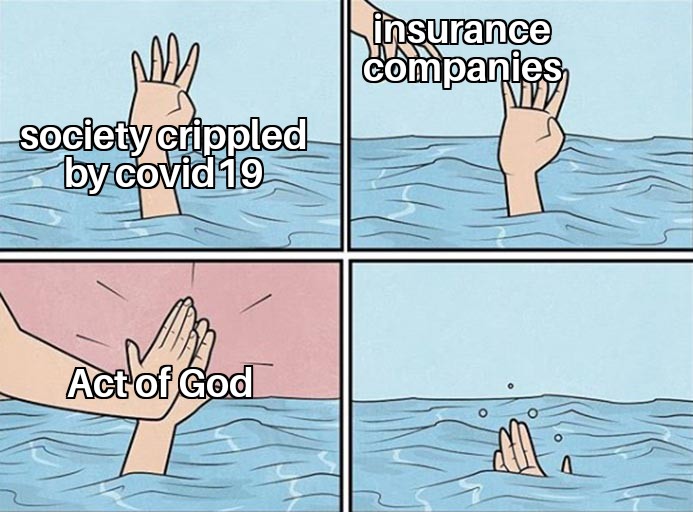 society crippled
by covid 19
insurance
companies
Act of God